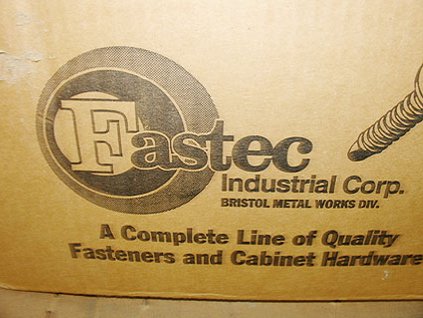 Fastec
Industrial Corp.
BRISTOL METAL WORKS DIV.
A Complete Line of Quality
Fasteners and Cabinet Hardware